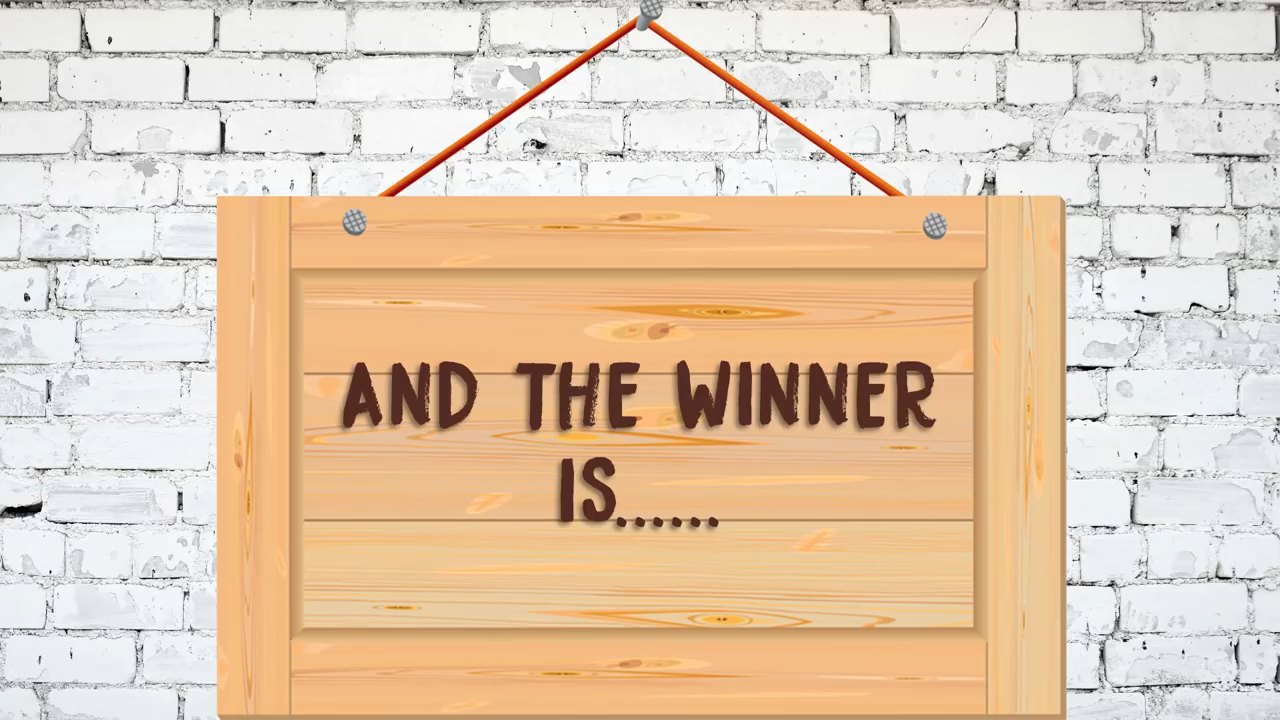 AND THE WINNER
IS......